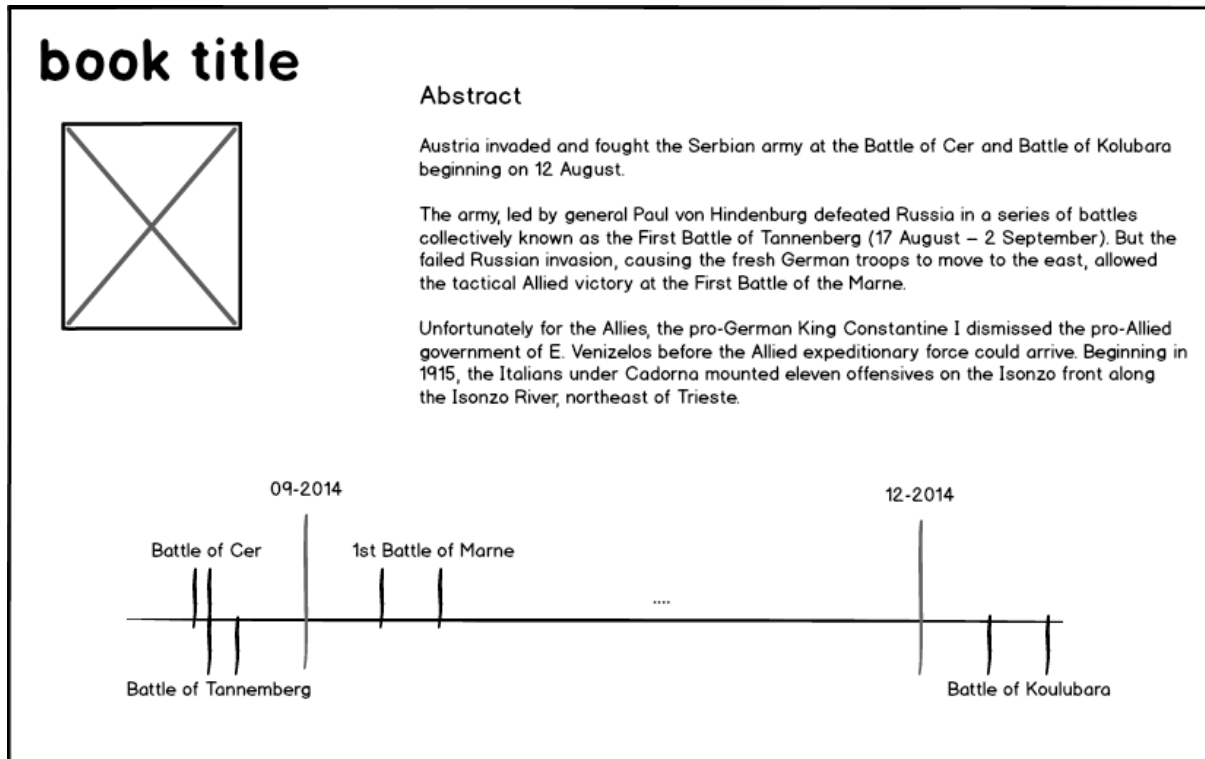 book title
Abstract
Austria invaded and fought the Serbian army at the Battle of Cer and Battle of Kolubara
beginning on 12 August.
The army, led by general Paul von Hindenburg defeated Russia in a series of battles
collectively known as the First Battle of Tannenberg (17 August – 2 September). But the
failed Russian invasion, causing the fresh German troops to move to the east, allowed
the tactical Allied victory at the First Battle of the Marne.
Unfortunately for the Allies, the pro-German King Constantine I dismissed the pro-Allied
government of E. Venizelos before the Allied expeditionary force could arrive. Beginning in
1915, the Italians under Cadorna mounted eleven offensives on the Isonzo front along
the Isonzo River, northeast of Trieste.
09-2014
12-2014
Battle of Cer
1st Battle of Marne
....
Battle of Tannemberg
Battle of Koulubara